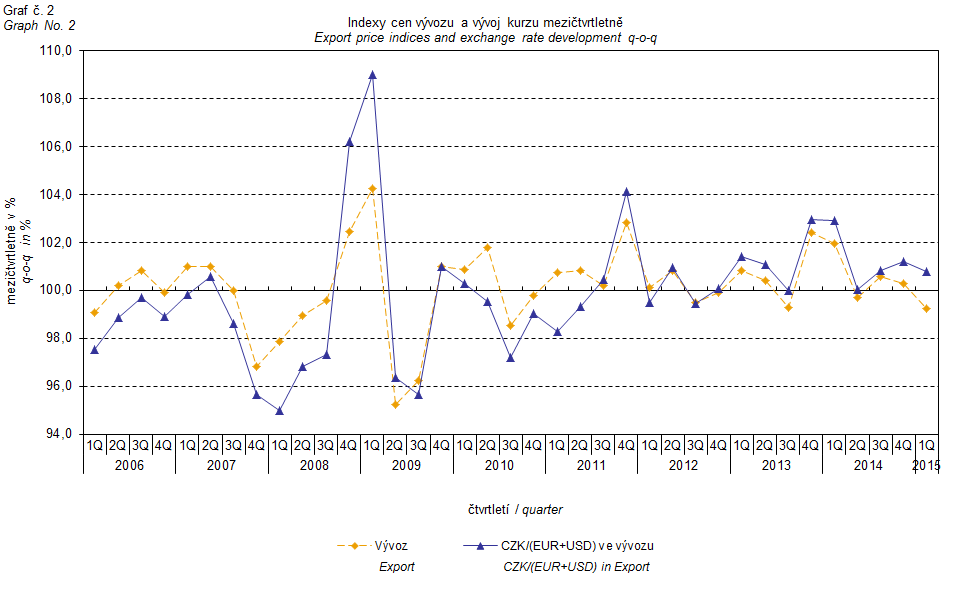 Graf č. 2
Graph No. 2
Indexy cen vývozu a vývoj kurzu mezičtvrtletně
Export price indices and exchange rate development q-o-q
110,0
108,0
106,0
104,0
102,0
100,0
98,0
96,0
94,0
mezičtvrtletně v %
q-o-q in %
1Q 2Q 3Q 4Q 1Q 2Q 3Q 4Q 1Q 2Q 3Q 4Q 1Q 2Q 3Q 4Q 1Q 2Q 3Q 4Q 1Q 2Q 3Q 4Q 1Q 2Q 3Q 4Q 1Q 2Q 3Q 4Q 1Q 2Q 3Q 4Q 1Q
2006 2007 2008 2009 2010 2011 2012 2013 2014 2015
čtvrtletí / quarter
Vývoz CZK/(EUR+USD) ve vývozu
Export CZK/(EUR+USD) in Export